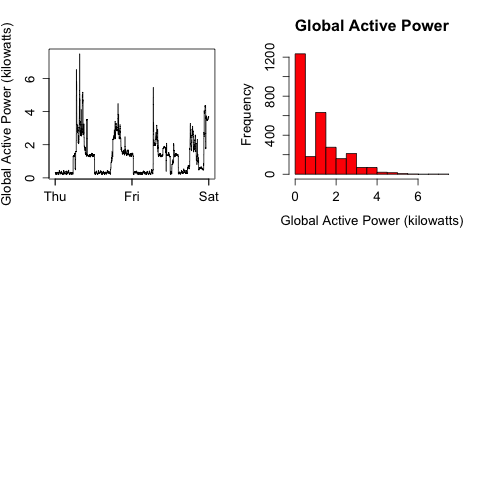 Global Active Power (kilowatts)
0 2 4 6
Thu Fri Sat
Global Active Power
Frequency
0 400 800 1200
0 2 4 6
Global Active Power (kilowatts)